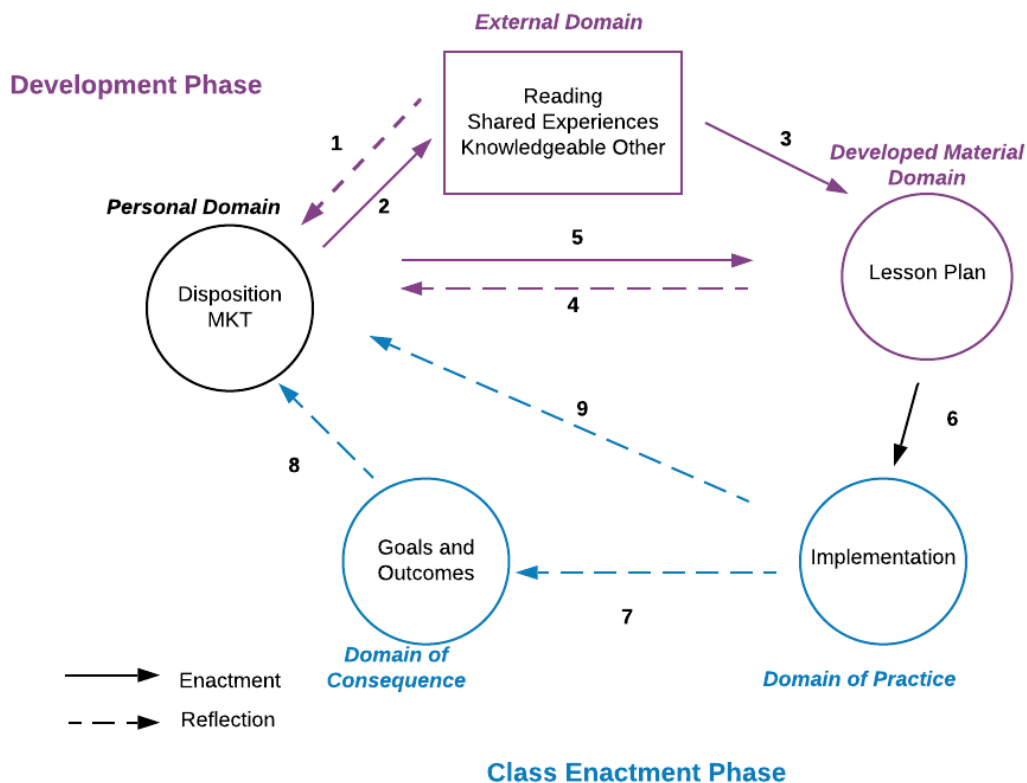 External Domain
Development Phase
Reading
Shared Experiences
Knowledgeable Other
1
2
3
Developed Material
Domain
Personal Domain
5
Lesson Plan
Disposition
MKT
4
9
6
8
Goals and
Outcomes
Implementation
7
Domain of
Consequence
Domain of Practice
Enactment
Reflection
Class Enactment Phase